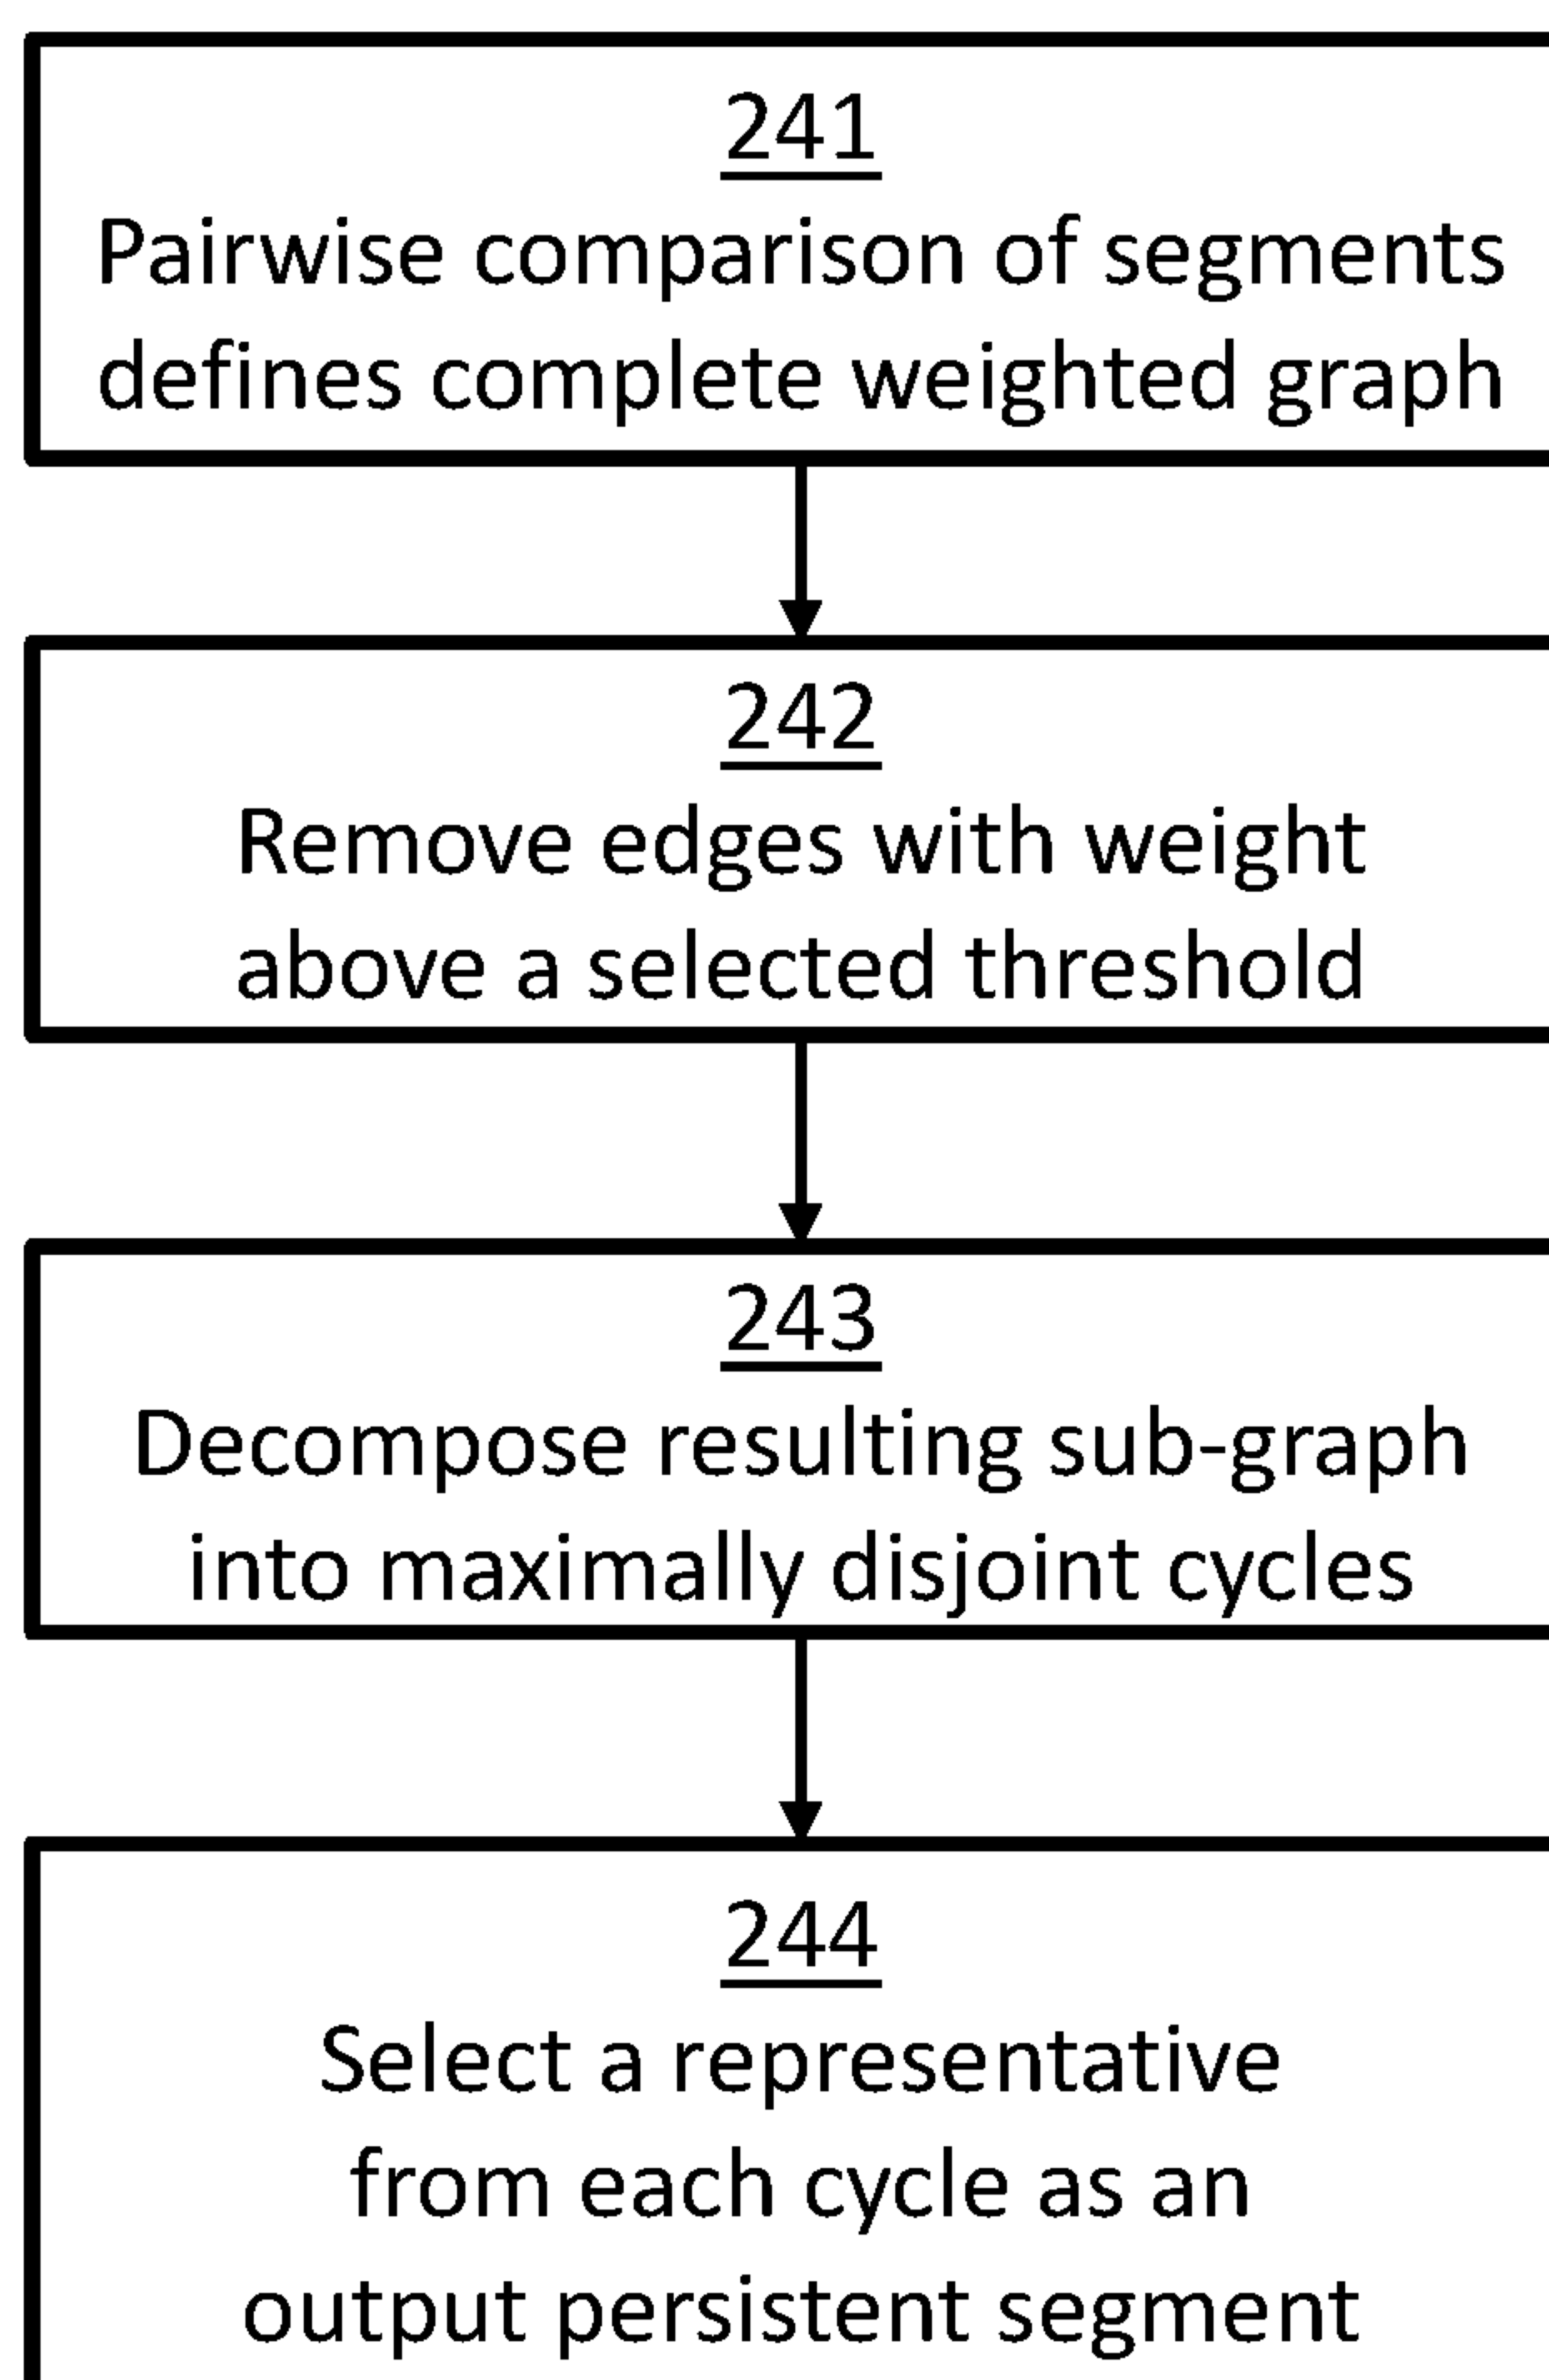 241
Pairwise comparison of segments
defines complete weighted graph
242
Remove edges with weight
above a selected threshold
243
Decompose resulting sub-graph
into maximally disjoint cycles
244
Select a representative
from each cycle as an
output persistent segment